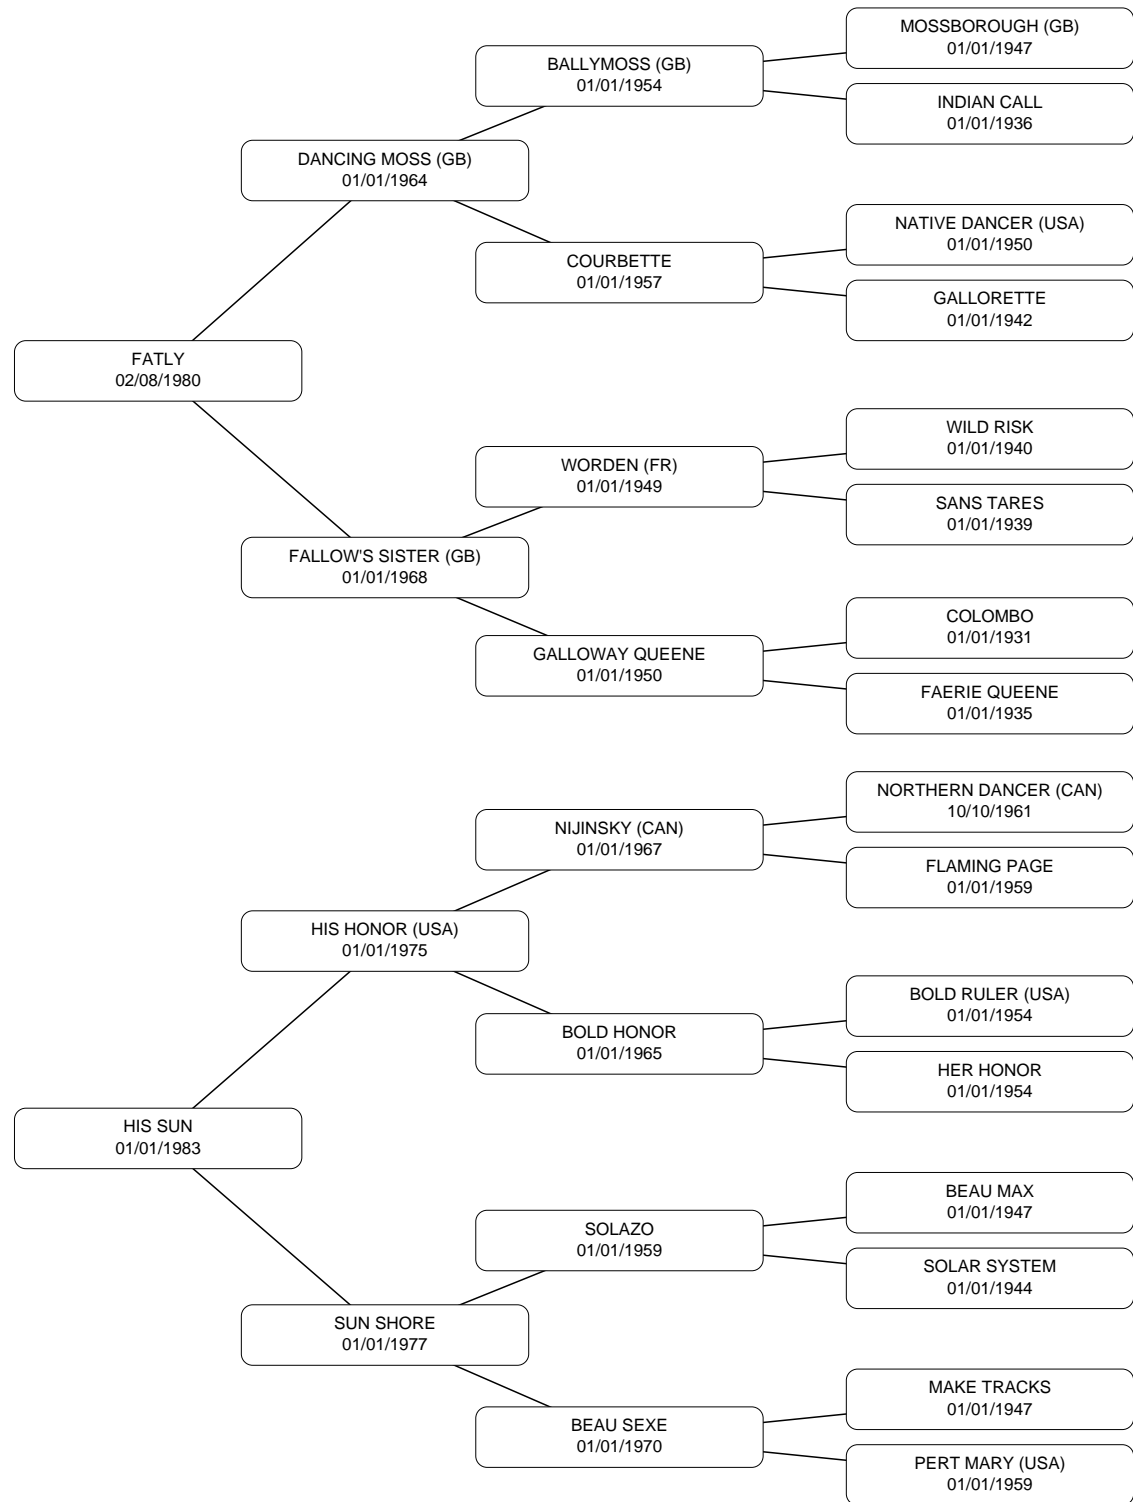 MOSSBOROUGH (GB)
01/01/1947
BALLYMOSS (GB)
01/01/1954
INDIAN CALL
01/01/1936
DANCING MOSS (GB)
01/01/1964
NATIVE DANCER (USA)
01/01/1950
COURBETTE
01/01/1957
GALLORETTE
01/01/1942
FATLY
02/08/1980
WILD RISK
01/01/1940
WORDEN (FR)
01/01/1949
SANS TARES
01/01/1939
FALLOW'S SISTER (GB)
01/01/1968
COLOMBO
01/01/1931
GALLOWAY QUEENE
01/01/1950
FAERIE QUEENE
01/01/1935
NORTHERN DANCER (CAN)
10/10/1961
NIJINSKY (CAN)
01/01/1967
FLAMING PAGE
01/01/1959
HIS HONOR (USA)
01/01/1975
BOLD RULER (USA)
01/01/1954
BOLD HONOR
01/01/1965
HER HONOR
01/01/1954
HIS SUN
01/01/1983
BEAU MAX
01/01/1947
SOLAZO
01/01/1959
SOLAR SYSTEM
01/01/1944
SUN SHORE
01/01/1977
MAKE TRACKS
01/01/1947
BEAU SEXE
01/01/1970
PERT MARY (USA)
01/01/1959